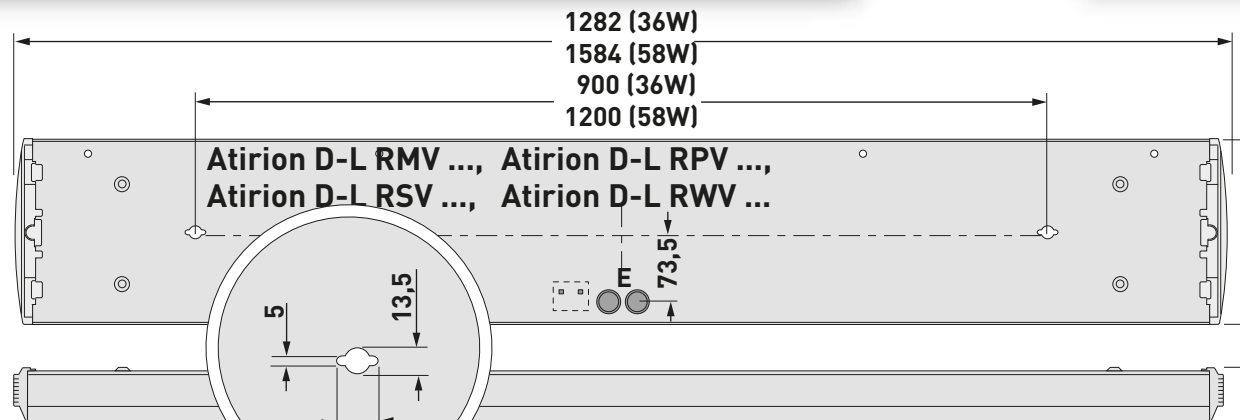 1282 (36W)
1584 (58W)
900 (36W)
1200 (58W)
Atirion D-L RMV ..., Atirion D-L RPV ...,
Atirion D-L RSV ..., Atirion D-L RWV ...
73,5
E
13,5
5